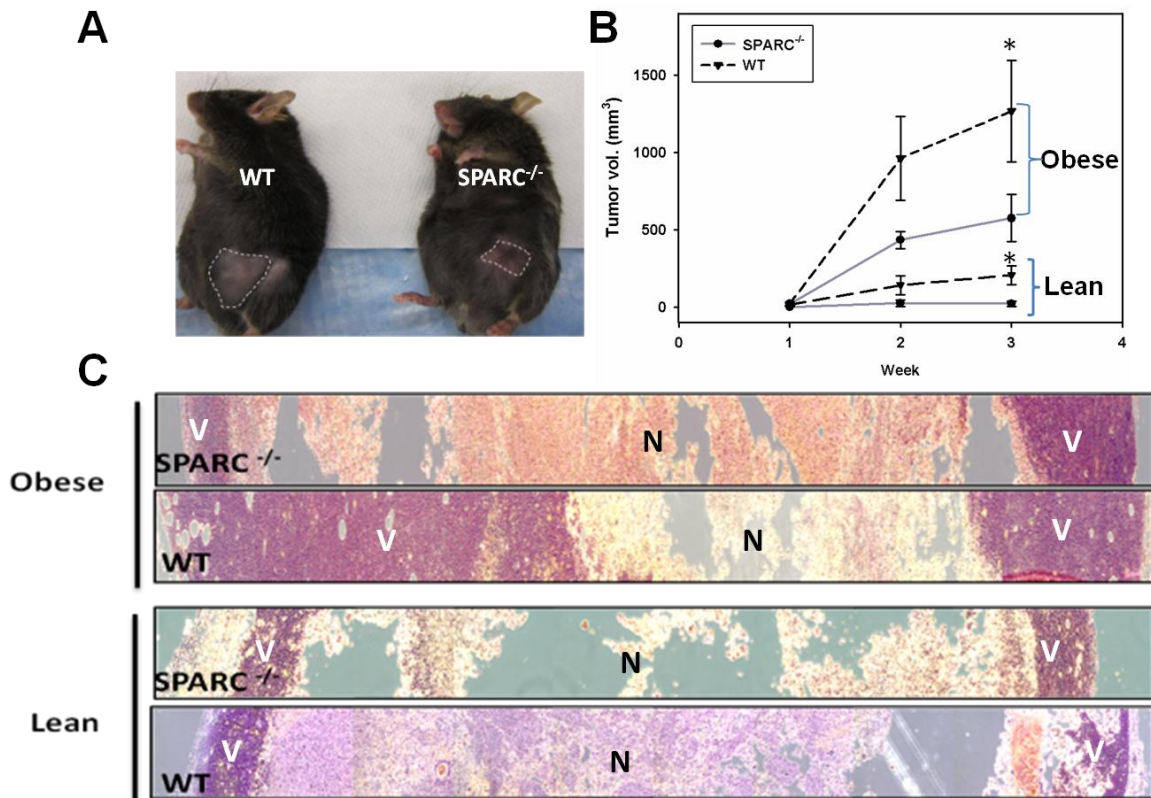 A
WT
SPARC-/-
B
SPARC-/-
WT
Tumor vol. (mm3)
1500
1000
500
0
*
*
Obese
Lean
0
1
2
3
4
Week
C
Obese
V
N
V
SPARC -/-
V
N
V
WT
Lean
V
N
V
SPARC -/-
V
N
V
WT